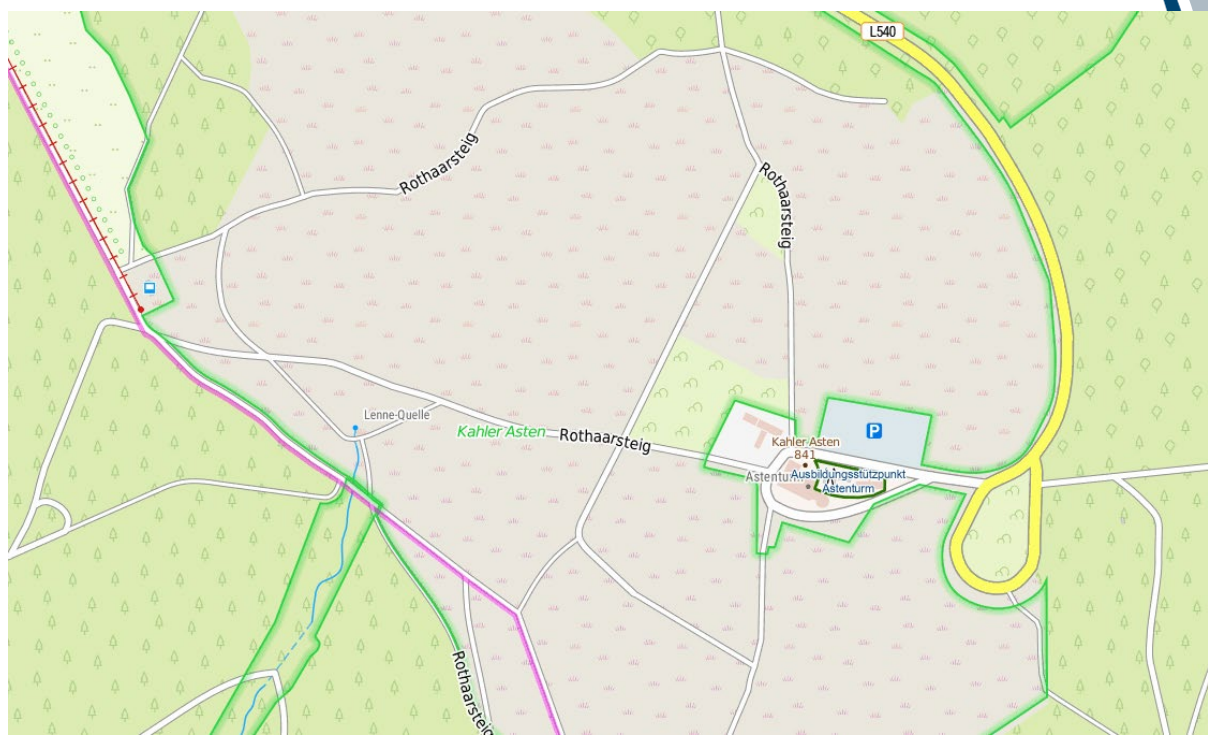 L540
Rothaarsteig
Rothaarsteig
Lenne-Quelle
Kahler Asten
Rothaarsteig
P
Kahler Asten
841
Ausbildungsstützpunkt
Astenturm
Rothaarsteig